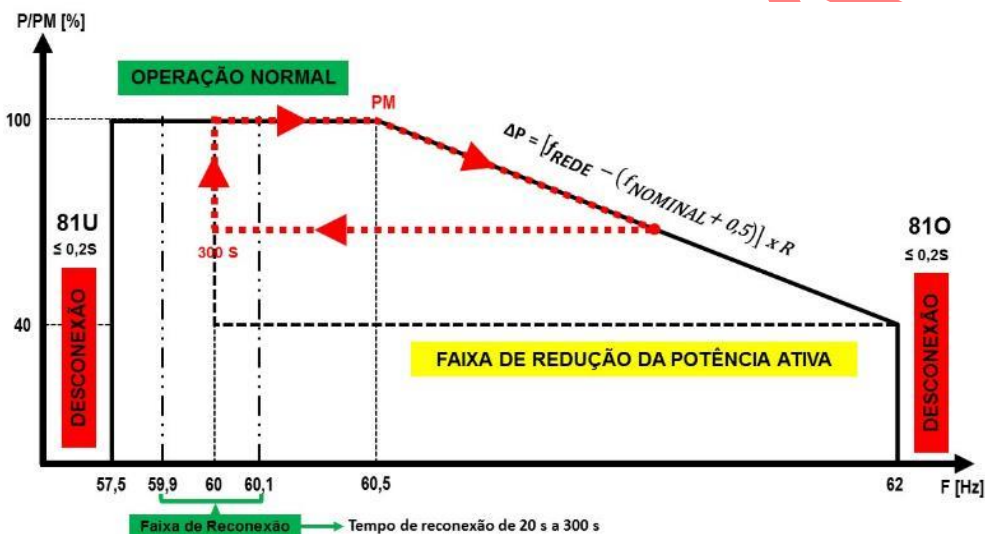 P/PM [%]
OPERAÇÃO NORMAL
PM
100
ΔP = [fREDE − (fNOMINAL + 0,5)] x R
81U
≤ 0,2S
81O
≤ 0,2S
300 S
DESCONEXÃO
DESCONEXÃO
40
FAIXA DE REDUÇÃO DA POTÊNCIA ATIVA
57,5 59,9 60 60,1 60,5 62 F [Hz]
Faixa de Reconexão Tempo de reconexão de 20 s a 300 s